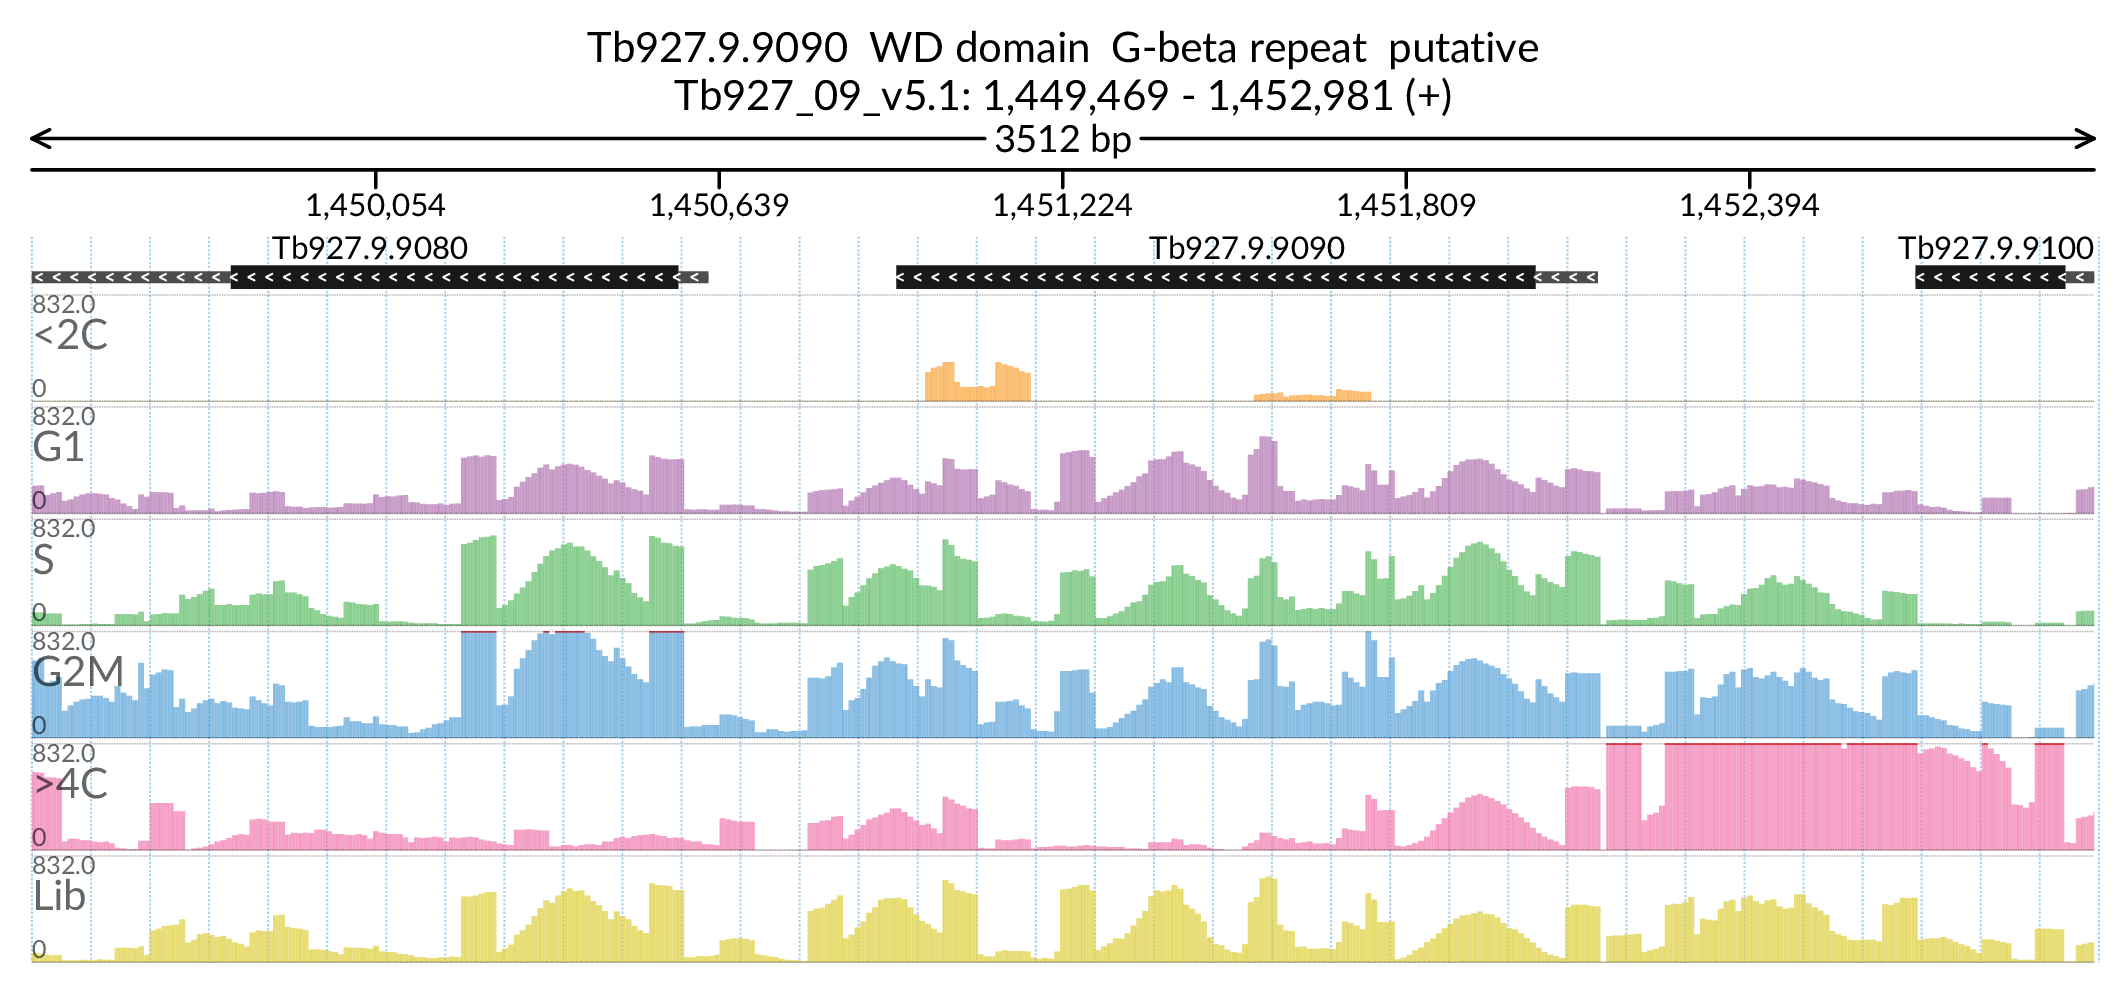 Tb927.9.9090  WD domain  G-beta repeat  putative
Tb927_09_v5.1: 1,449,469 - 1,452,981 (+)
3512 bp
1,450,054 1,450,639 1,451,224 1,451,809 1,452,394
Tb927.9.9080 Tb927.9.9090 Tb927.9.9100
832.0
<2C
0
832.0
G1
0
832.0
S
0
832.0
G2M
0
832.0
>4C
0
832.0
Lib
0